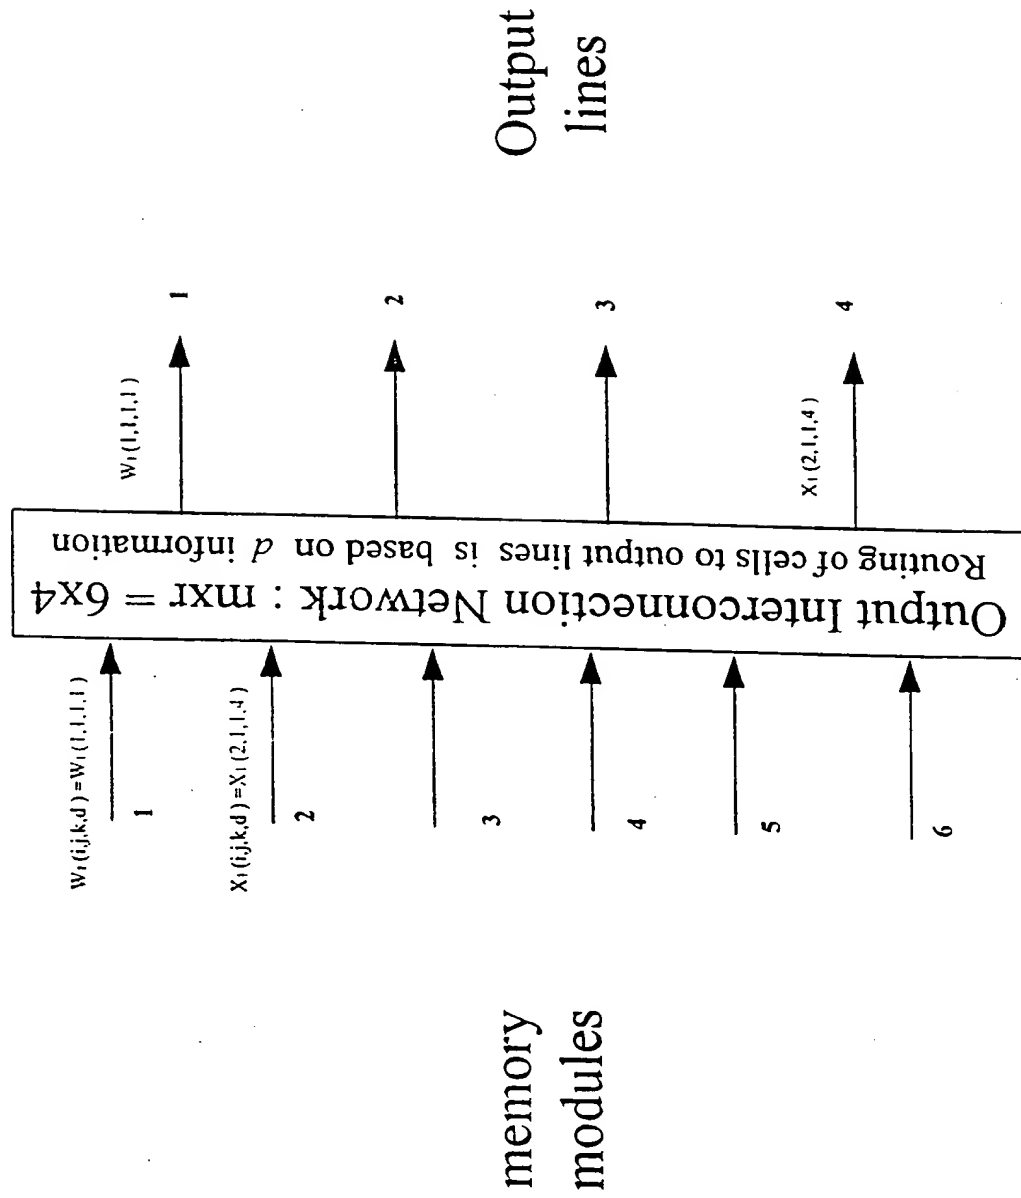 W₁(i,j,k,d)=W₁(1,1,1,1)
1
X₁(i,j,k,d)=X₁(2,1,1,4)
2
3
4
5
6
memory
modules
Output Interconnection Network : mxr = 6x4
Routing of cells to output lines is based on d information
W₁(1,1,1,1)
1
2
3
X₁(2,1,1,4)
4
Output
lines